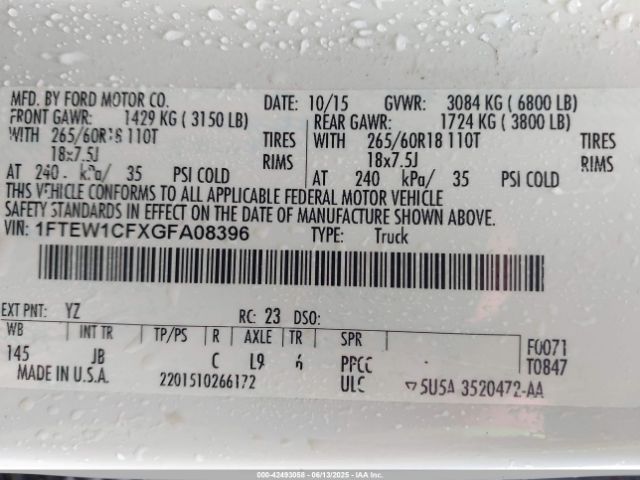 MFD. BY FORD MOTOR CO. DATE: 10/15 GVWR: 3084 KG ( 6800 LB)
FRONT GAWR: 1429 KG ( 3150 LB) REAR GAWR: 1724 KG ( 3800 LB)
WITH 265/60R18 110T TIRES WITH 265/60R18 110T TIRES
18x7.5J RIMS 18x7.5J RIMS
AT 240 kPa/ 35 PSI COLD AT 240 kPa/ 35 PSI COLD
THIS VEHICLE CONFORMS TO ALL APPLICABLE FEDERAL MOTOR VEHICLE
SAFETY STANDARDS IN EFFECT ON THE DATE OF MANUFACTURE SHOWN ABOVE.
VIN: 1FTEW1CFXGFA08396 TYPE: Truck
EXT PNT: YZ RC: 23 DSO:
WB INT TR TP/PS R AXLE TR SPR F0071
145 JB C L9 6 T0847
MADE IN U.S.A. 2201510266172 ULC 5U5A 3520472-AA
000-42493058 - 06/13/2025 - IAA Inc.